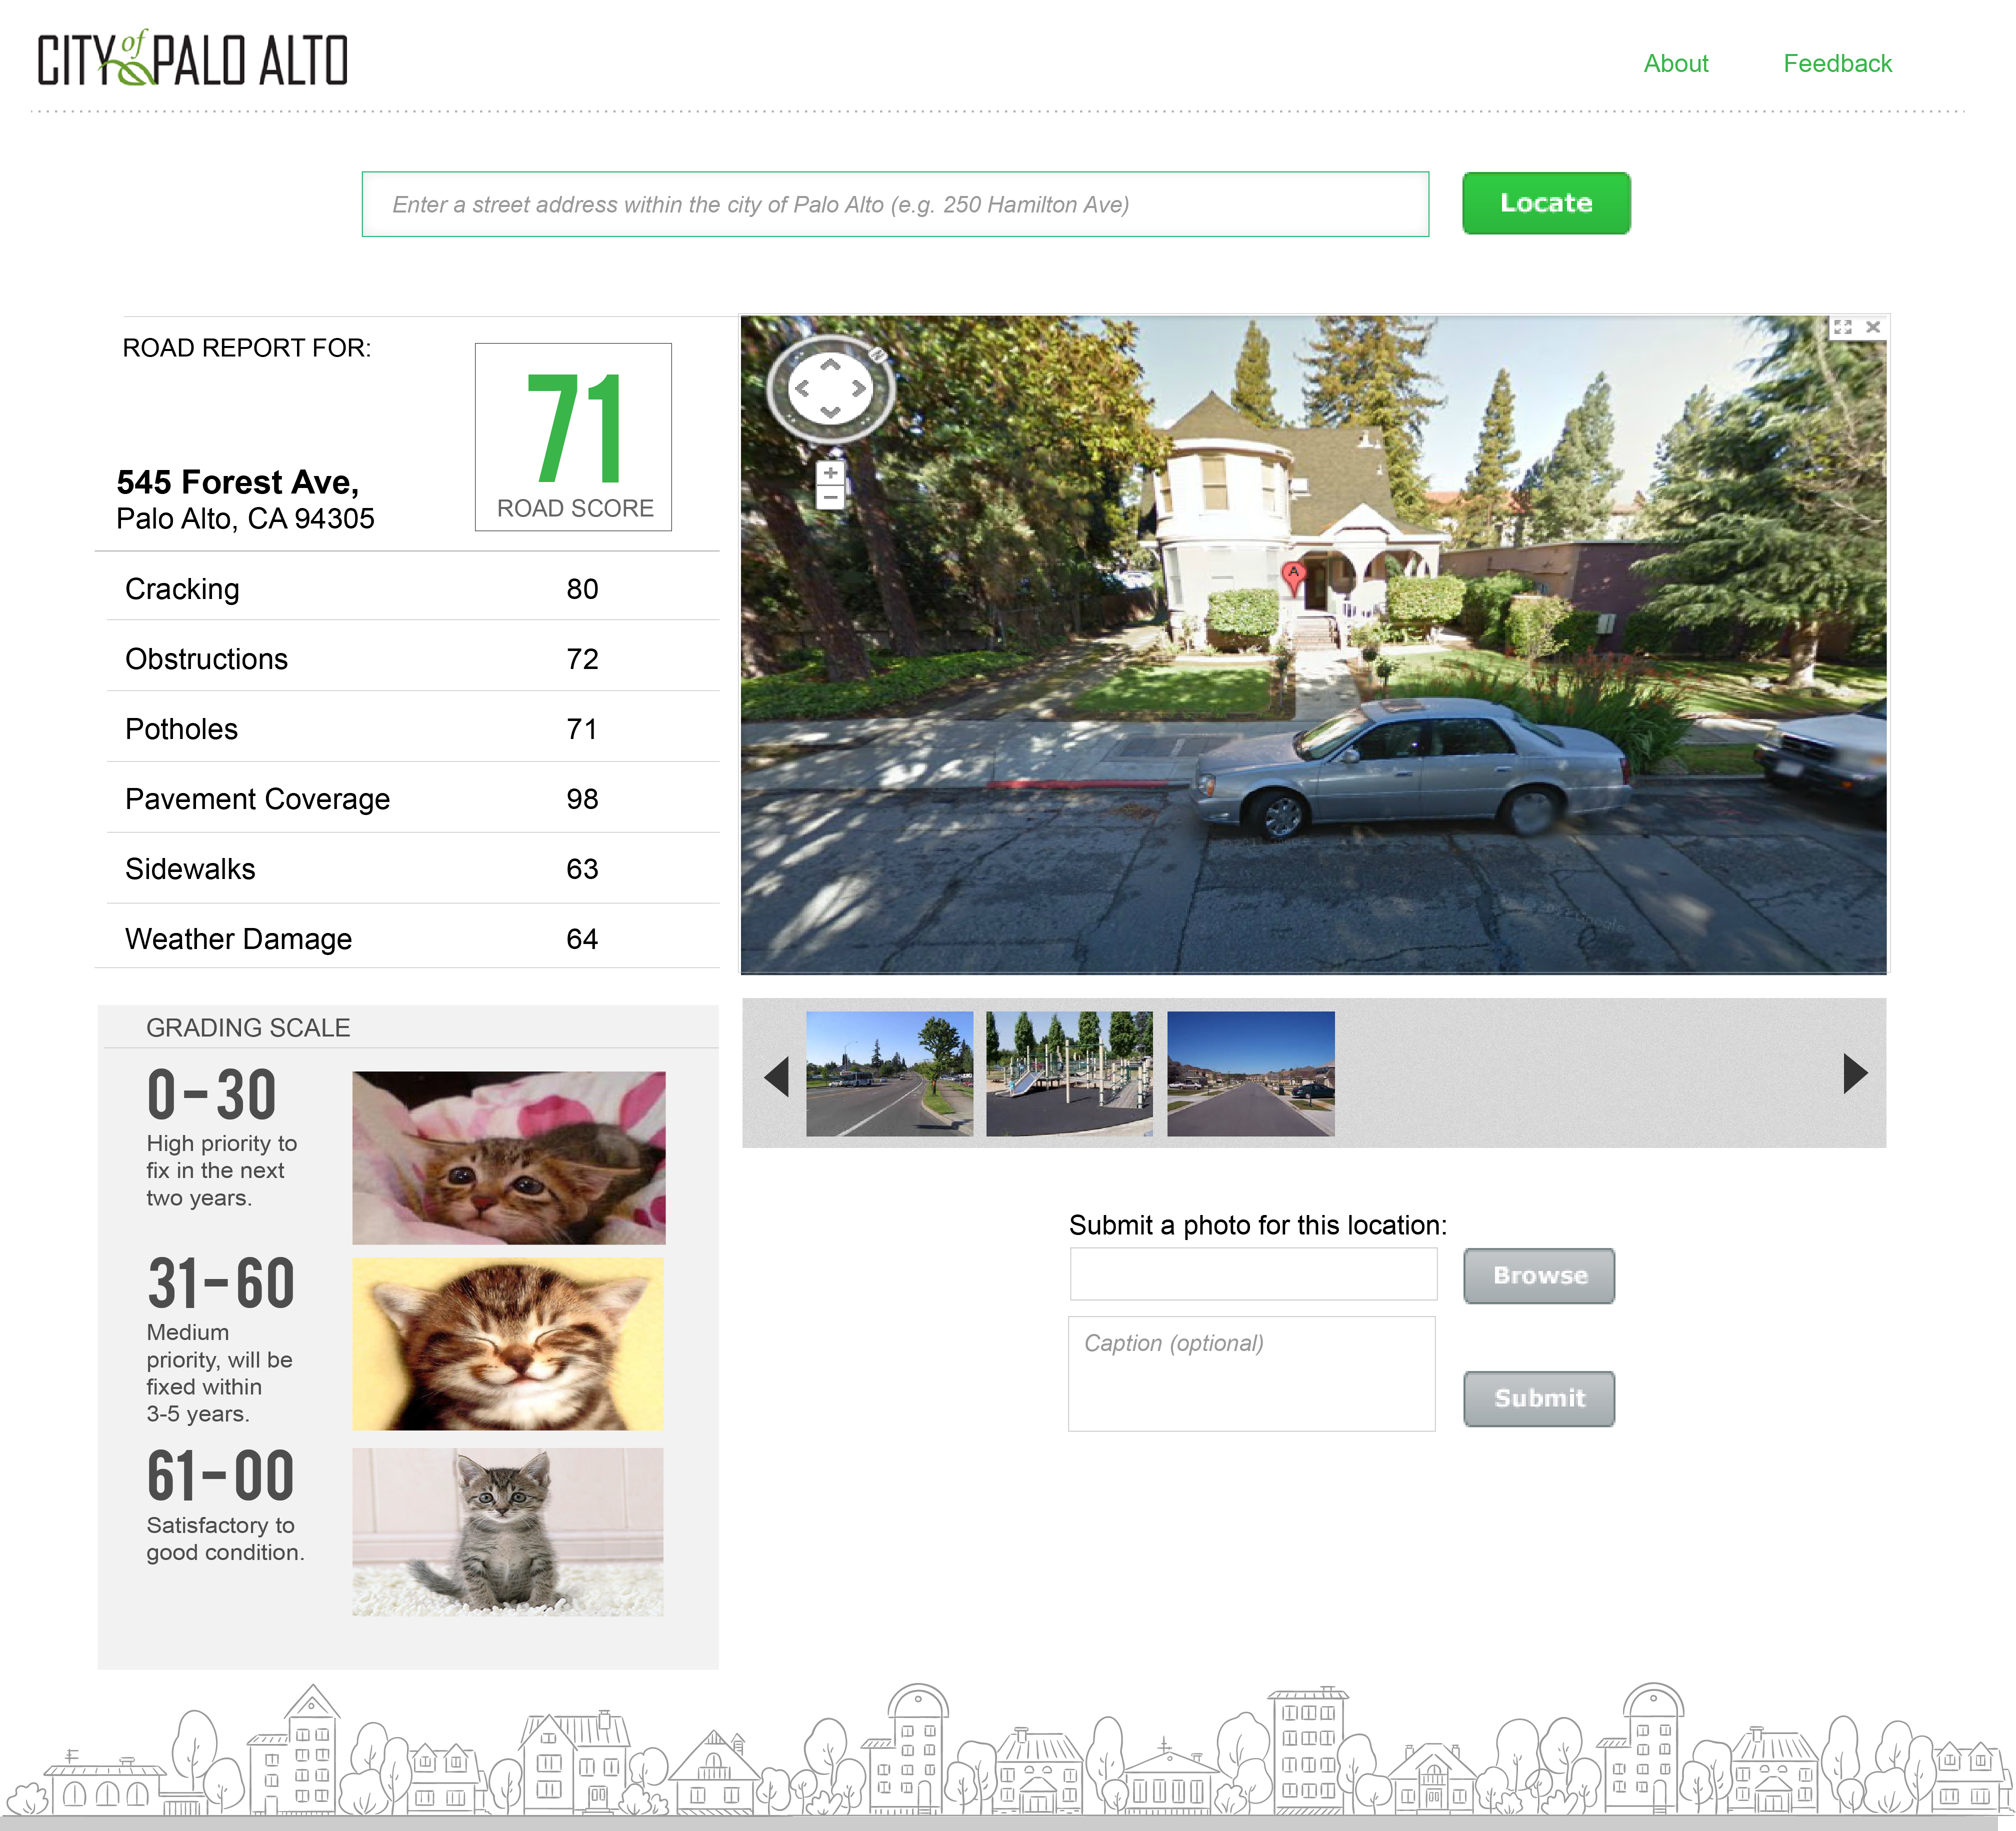 CITY of PALO ALTO
About
Feedback
Enter a street address within the city of Palo Alto (e.g. 250 Hamilton Ave)
Locate
ROAD REPORT FOR:
71
ROAD SCORE
545 Forest Ave,
Palo Alto, CA 94305
Cracking 80
Obstructions 72
Potholes 71
Pavement Coverage 98
Sidewalks 63
Weather Damage 64
N
+
−
A
GRADING SCALE
0-30
High priority to
fix in the next
two years.
31-60
Medium
priority, will be
fixed within
3-5 years.
61-00
Satisfactory to
good condition.
Submit a photo for this location:
Browse
Caption (optional)
Submit